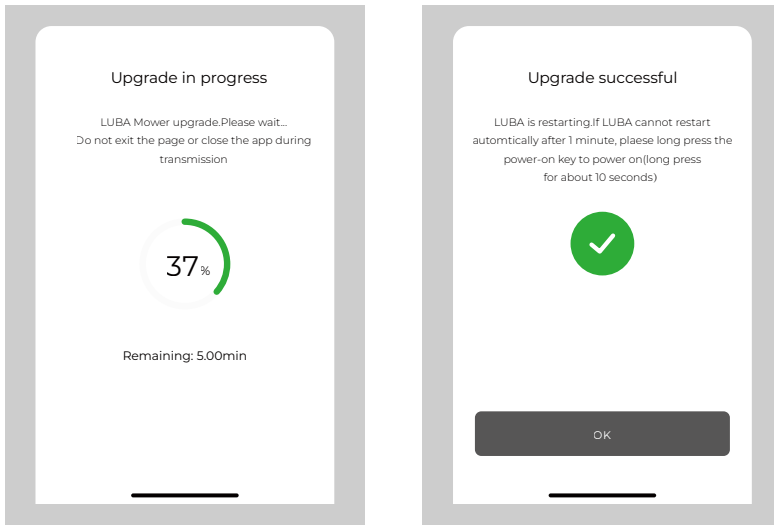 Upgrade in progress
LUBA Mower upgrade.Please wait...
Do not exit the page or close the app during
transmission
37%
Remaining: 5.00min
Upgrade successful
LUBA is restarting.If LUBA cannot restart
automtically after 1 minute, plaese long press the
power-on key to power on(long press
for about 10 seconds)
OK